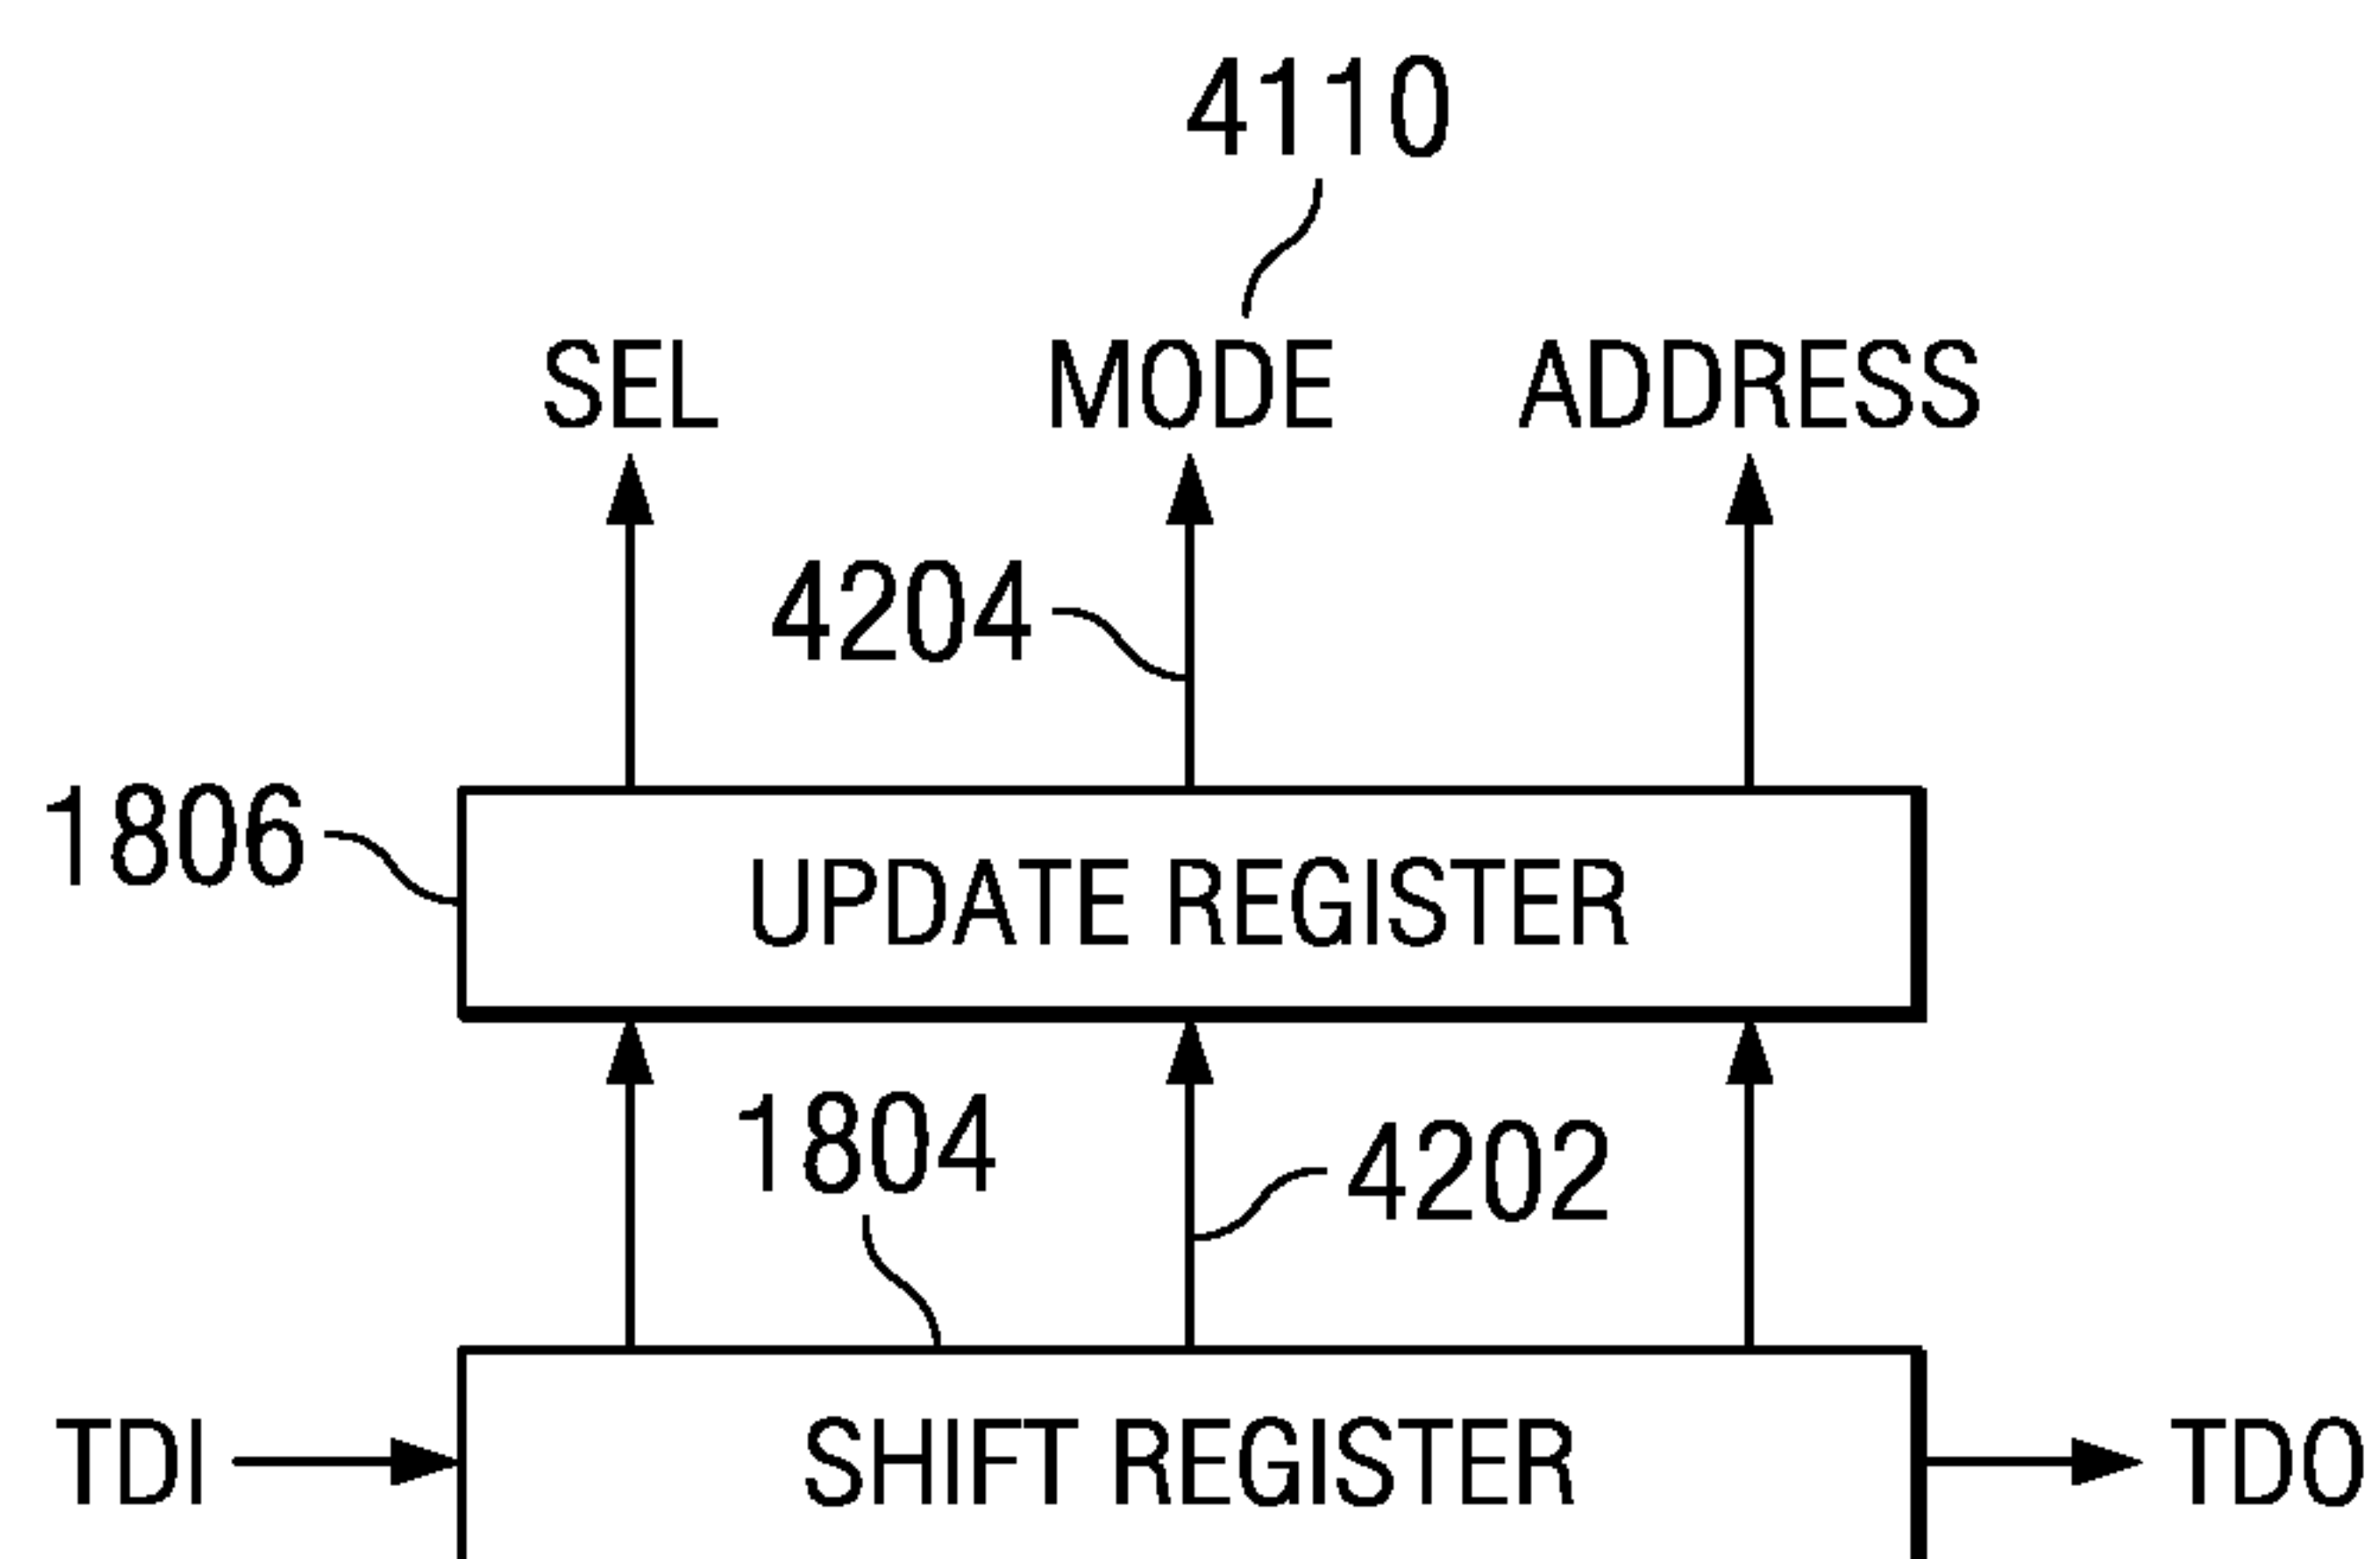 4110
SEL MODE ADDRESS
4204
1806
UPDATE REGISTER
1804
4202
TDI
SHIFT REGISTER
TDO